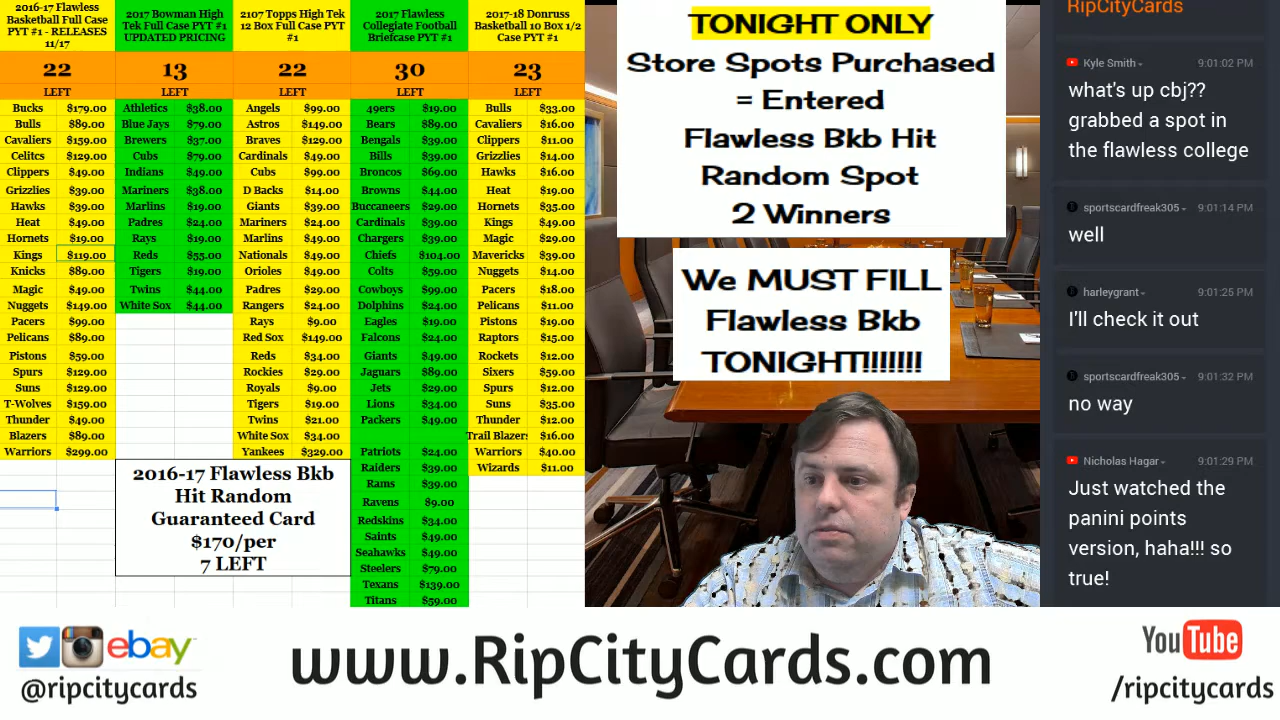 2016-17 Flawless
Basketball Full Case
PYT #1 - RELEASES
11/17
22
LEFT
Bucks $179.00
Bulls $89.00
Cavaliers $159.00
Celitcs $129.00
Clippers $49.00
Grizzlies $39.00
Hawks $39.00
Heat $49.00
Hornets $19.00
Kings $119.00
Knicks $89.00
Magic $49.00
Nuggets $149.00
Pacers $99.00
Pelicans $89.00
Pistons $59.00
Spurs $129.00
Suns $129.00
T-Wolves $159.00
Thunder $49.00
Blazers $89.00
Warriors $299.00
2017 Bowman High
Tek Full Case PYT #1
UPDATED PRICING
13
LEFT
Athletics $38.00
Blue Jays $79.00
Brewers $37.00
Cubs $79.00
Indians $49.00
Mariners $38.00
Marlins $19.00
Padres $24.00
Rays $19.00
Reds $55.00
Tigers $19.00
Twins $44.00
White Sox $44.00
2107 Topps High Tek
12 Box Full Case PYT
#1
22
LEFT
Angels $99.00
Astros $149.00
Braves $129.00
Cardinals $49.00
Cubs $99.00
D Backs $14.00
Giants $39.00
Mariners $24.00
Marlins $49.00
Nationals $49.00
Orioles $49.00
Padres $29.00
Rangers $24.00
Rays $9.00
Red Sox $149.00
Reds $34.00
Rockies $29.00
Royals $9.00
Tigers $19.00
Twins $21.00
White Sox $34.00
Yankees $329.00
2017 Flawless
Collegiate Football
Briefcase PYT #1
30
LEFT
49ers $19.00
Bears $89.00
Bengals $39.00
Bills $39.00
Broncos $69.00
Browns $44.00
Buccaneers $29.00
Cardinals $39.00
Chargers $39.00
Chiefs $104.00
Colts $59.00
Cowboys $99.00
Dolphins $24.00
Eagles $19.00
Falcons $24.00
Giants $49.00
Jaguars $89.00
Jets $29.00
Lions $34.00
Packers $49.00
Patriots $24.00
Raiders $39.00
Rams $39.00
Ravens $9.00
Redskins $34.00
Saints $49.00
Seahawks $49.00
Steelers $79.00
Texans $139.00
Titans $59.00
2017-18 Donruss
Basketball 10 Box 1/2
Case PYT #1
23
LEFT
Bulls $33.00
Cavaliers $16.00
Clippers $11.00
Grizzlies $14.00
Hawks $16.00
Heat $19.00
Hornets $35.00
Kings $49.00
Magic $29.00
Mavericks $39.00
Nuggets $14.00
Pacers $18.00
Pelicans $11.00
Pistons $19.00
Raptors $15.00
Rockets $12.00
Sixers $59.00
Spurs $12.00
Suns $35.00
Thunder $12.00
Trail Blazers $16.00
Warriors $40.00
Wizards $11.00
2016-17 Flawless Bkb
Hit Random
Guaranteed Card
$170/per
7 LEFT
TONIGHT ONLY
Store Spots Purchased
= Entered
Flawless Bkb Hit
Random Spot
2 Winners
We MUST FILL
Flawless Bkb
TONIGHT!!!!!!!
RipCityCards
Kyle Smith 9:01:02 PM
what's up cbj??
grabbed a spot in
the flawless college
sportscardfreak305 9:01:14 PM
well
harleygrant 9:01:25 PM
I'll check it out
sportscardfreak305 9:01:32 PM
no way
Nicholas Hagar 9:01:29 PM
Just watched the
panini points
version, haha!!! so
true!
ebay
@ripcitycards
www.RipCityCards.com
YouTube
/ripcitycards